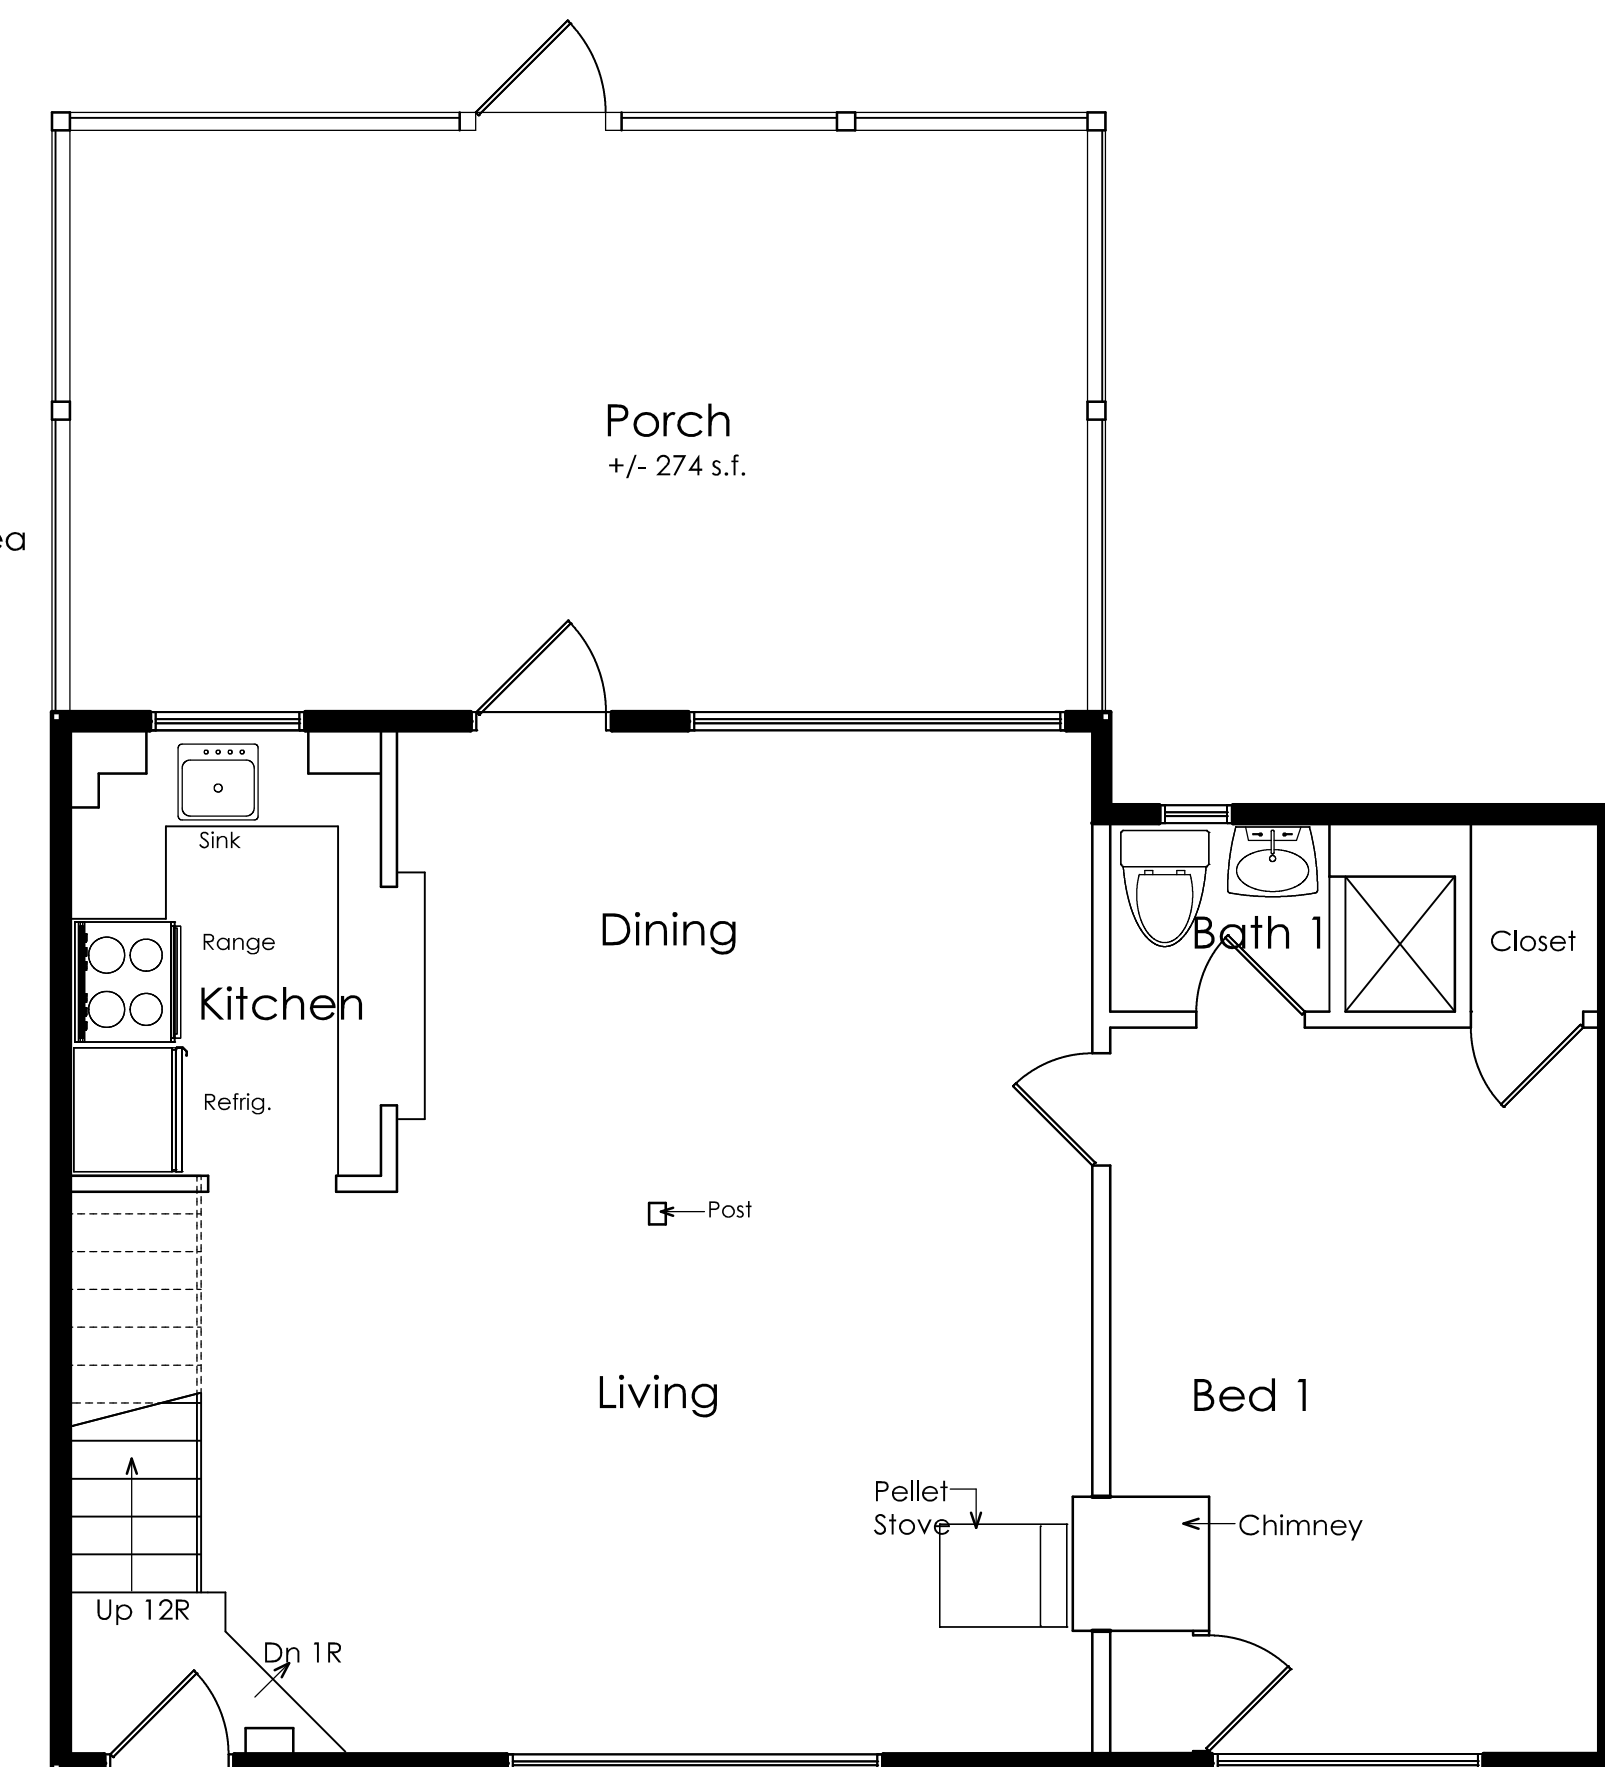 Porch
+/- 274 s.f.
ea
Sink
Dining
Bath 1
Range
Closet
Kitchen
Refrig.
Post
Living
Bed 1
Pellet
Stove
Chimney
Up 12R
Dn 1R